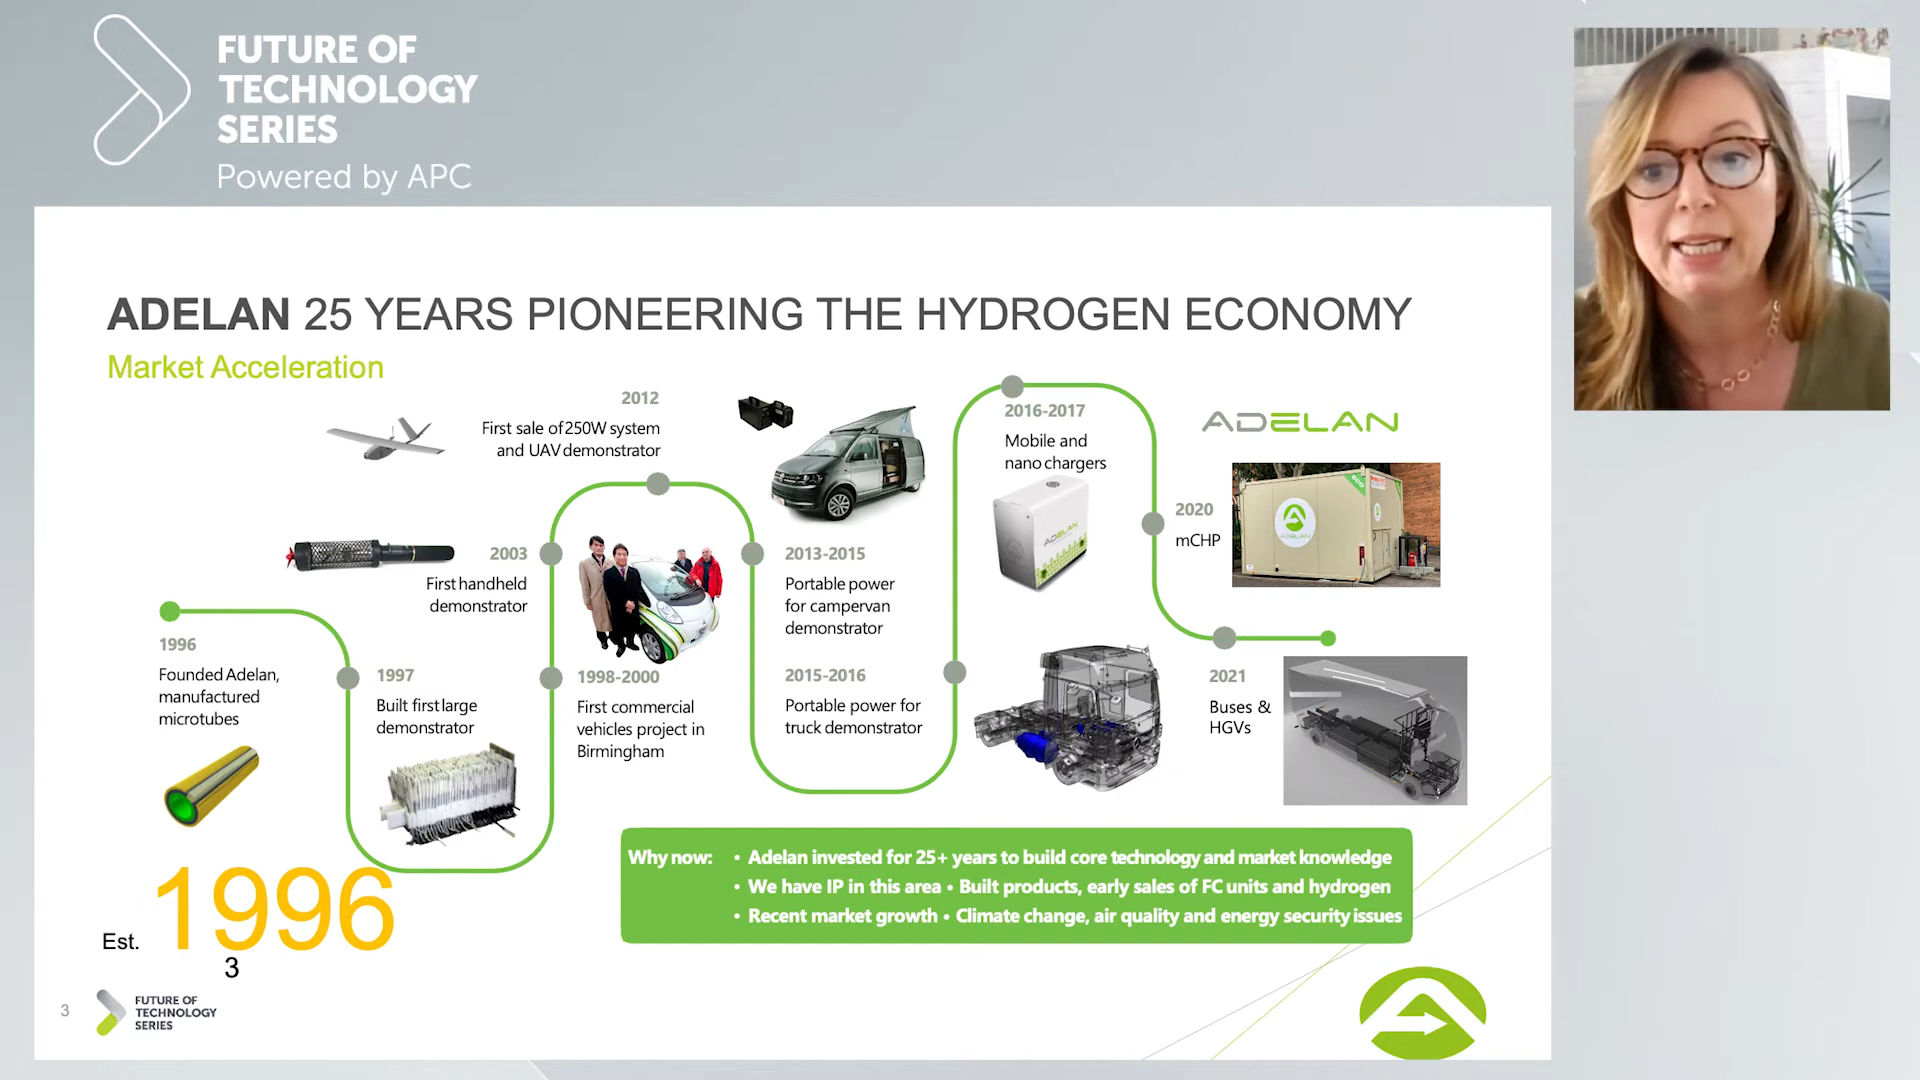 FUTURE OF
TECHNOLOGY
SERIES
Powered by APC
ADELAN 25 YEARS PIONEERING THE HYDROGEN ECONOMY
Market Acceleration
1996
Founded Adelan,
manufactured
microtubes
1997
Built first large
demonstrator
1998-2000
First commercial
vehicles project in
Birmingham
2003
First handheld
demonstrator
2012
First sale of 250W system
and UAV demonstrator
2013-2015
Portable power
for campervan
demonstrator
2015-2016
Portable power for
truck demonstrator
2016-2017
Mobile and
nano chargers
ADELAN
ADELAN
2020
mCHP
eco
ADELAN
2021
Buses &
HGVs
Why now:
• Adelan invested for 25+ years to build core technology and market knowledge
• We have IP in this area • Built products, early sales of FC units and hydrogen
• Recent market growth • Climate change, air quality and energy security issues
Est. 1996
3
3
FUTURE OF
TECHNOLOGY
SERIES